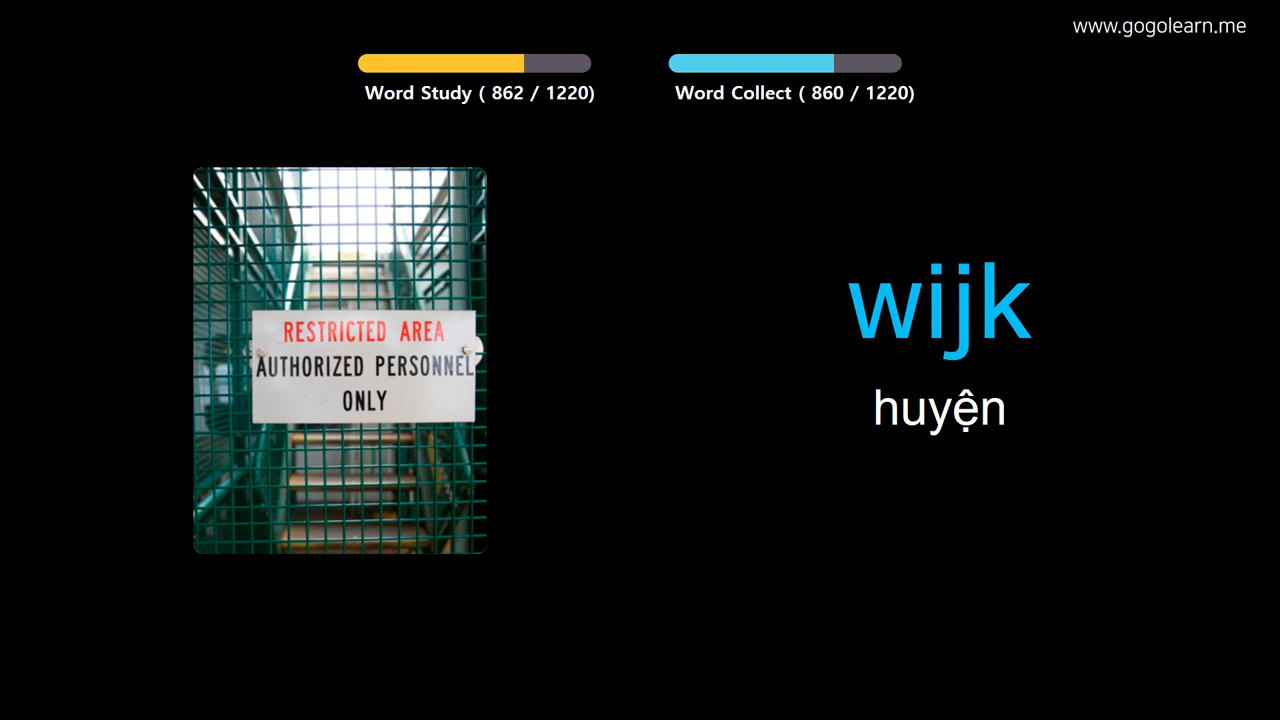 www.gogolearn.me
Word Study ( 862 / 1220)
Word Collect ( 860 / 1220)
RESTRICTED AREA
AUTHORIZED PERSONNEL
ONLY
wijk
huyện